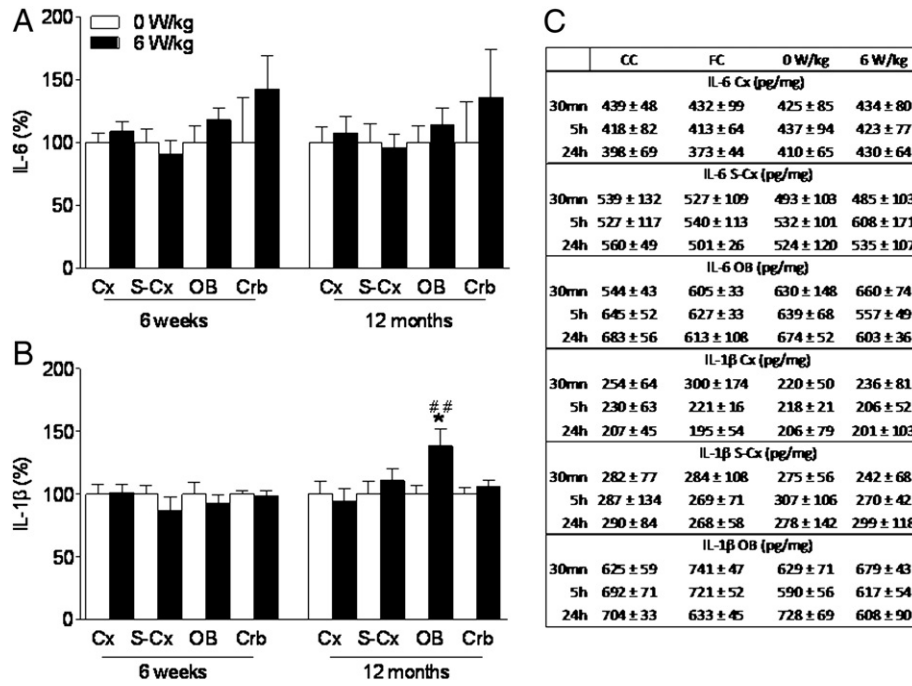 A
0 W/kg
6 W/kg
200
150
100
50
0
IL-6 (%)
Cx S-Cx OB Crb Cx S-Cx OB Crb
6 weeks 12 months
B
200
150
100
50
0
IL-1β (%)
##
*
Cx S-Cx OB Crb Cx S-Cx OB Crb
6 weeks 12 months
C
CC FC 0 W/kg 6 W/kg
IL-6 Cx (pg/mg)
30mn 439 ± 48 432 ± 99 425 ± 85 434 ± 80
5h 418 ± 82 413 ± 64 437 ± 94 423 ± 77
24h 398 ± 69 373 ± 44 410 ± 65 430 ± 64
IL-6 S-Cx (pg/mg)
30mn 539 ± 132 527 ± 109 493 ± 103 485 ± 103
5h 527 ± 117 540 ± 113 532 ± 101 608 ± 171
24h 560 ± 49 501 ± 26 524 ± 120 535 ± 107
IL-6 OB (pg/mg)
30mn 544 ± 43 605 ± 33 630 ± 148 660 ± 74
5h 645 ± 52 627 ± 33 639 ± 68 557 ± 49
24h 683 ± 56 613 ± 108 674 ± 52 603 ± 36
IL-1β Cx (pg/mg)
30mn 254 ± 64 300 ± 174 220 ± 50 236 ± 81
5h 230 ± 63 221 ± 16 218 ± 21 206 ± 52
24h 207 ± 45 195 ± 54 206 ± 79 201 ± 103
IL-1β S-Cx (pg/mg)
30mn 282 ± 77 284 ± 108 275 ± 56 242 ± 68
5h 287 ± 134 269 ± 71 307 ± 106 270 ± 42
24h 290 ± 84 268 ± 58 278 ± 142 299 ± 118
IL-1β OB (pg/mg)
30mn 625 ± 59 741 ± 47 629 ± 71 679 ± 43
5h 692 ± 71 721 ± 52 590 ± 56 617 ± 54
24h 704 ± 33 633 ± 45 728 ± 69 608 ± 90